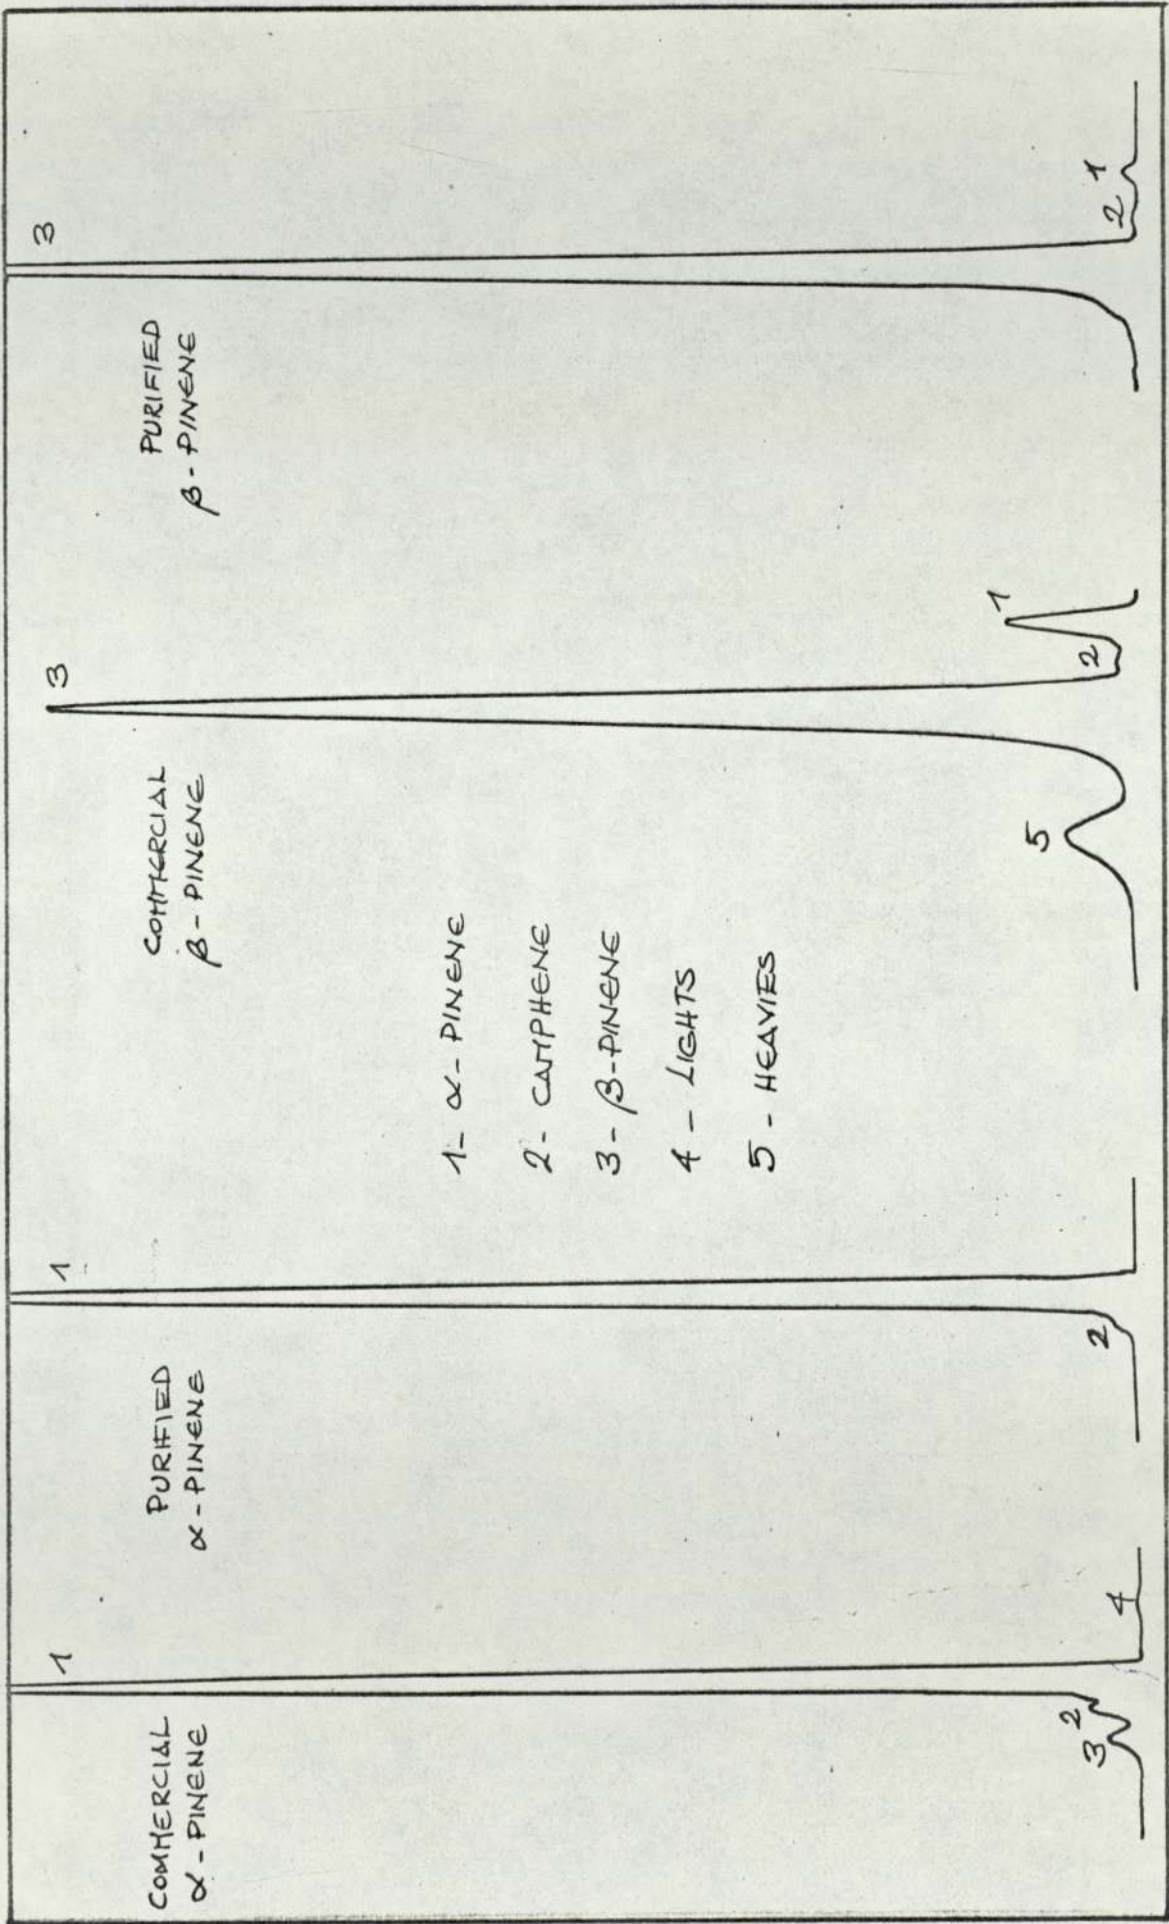 COMMERCIAL
α-PINENE
1
3
2
4
PURIFIED
α-PINENE
1
2
1- α-PINENE
2- CAMPHENE
3- β-PINENE
4- LIGHTS
5- HEAVIES
COMMERCIAL
β-PINENE
3
5
2
1
PURIFIED
β-PINENE
3
2
1